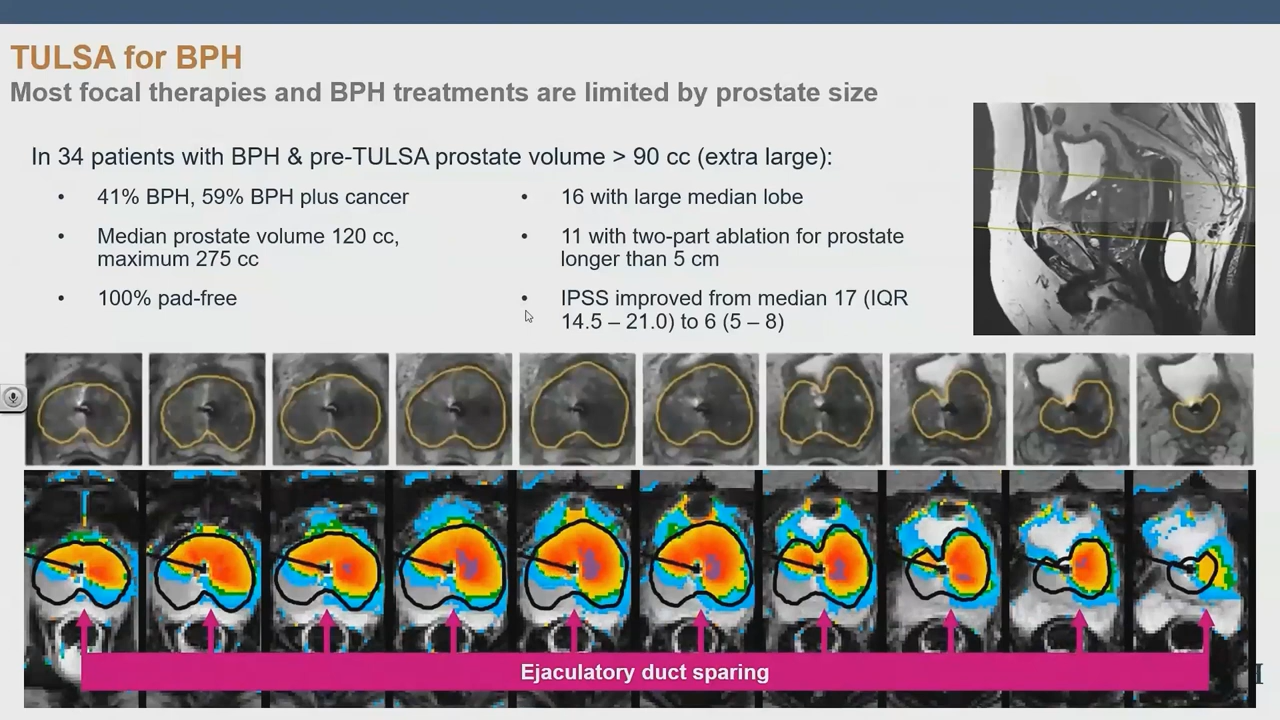 TULSA for BPH
Most focal therapies and BPH treatments are limited by prostate size
In 34 patients with BPH & pre-TULSA prostate volume > 90 cc (extra large):
• 41% BPH, 59% BPH plus cancer
• Median prostate volume 120 cc,
maximum 275 cc
• 100% pad-free
• 16 with large median lobe
• 11 with two-part ablation for prostate
longer than 5 cm
• IPSS improved from median 17 (IQR
14.5 – 21.0) to 6 (5 – 8)
Ejaculatory duct sparing